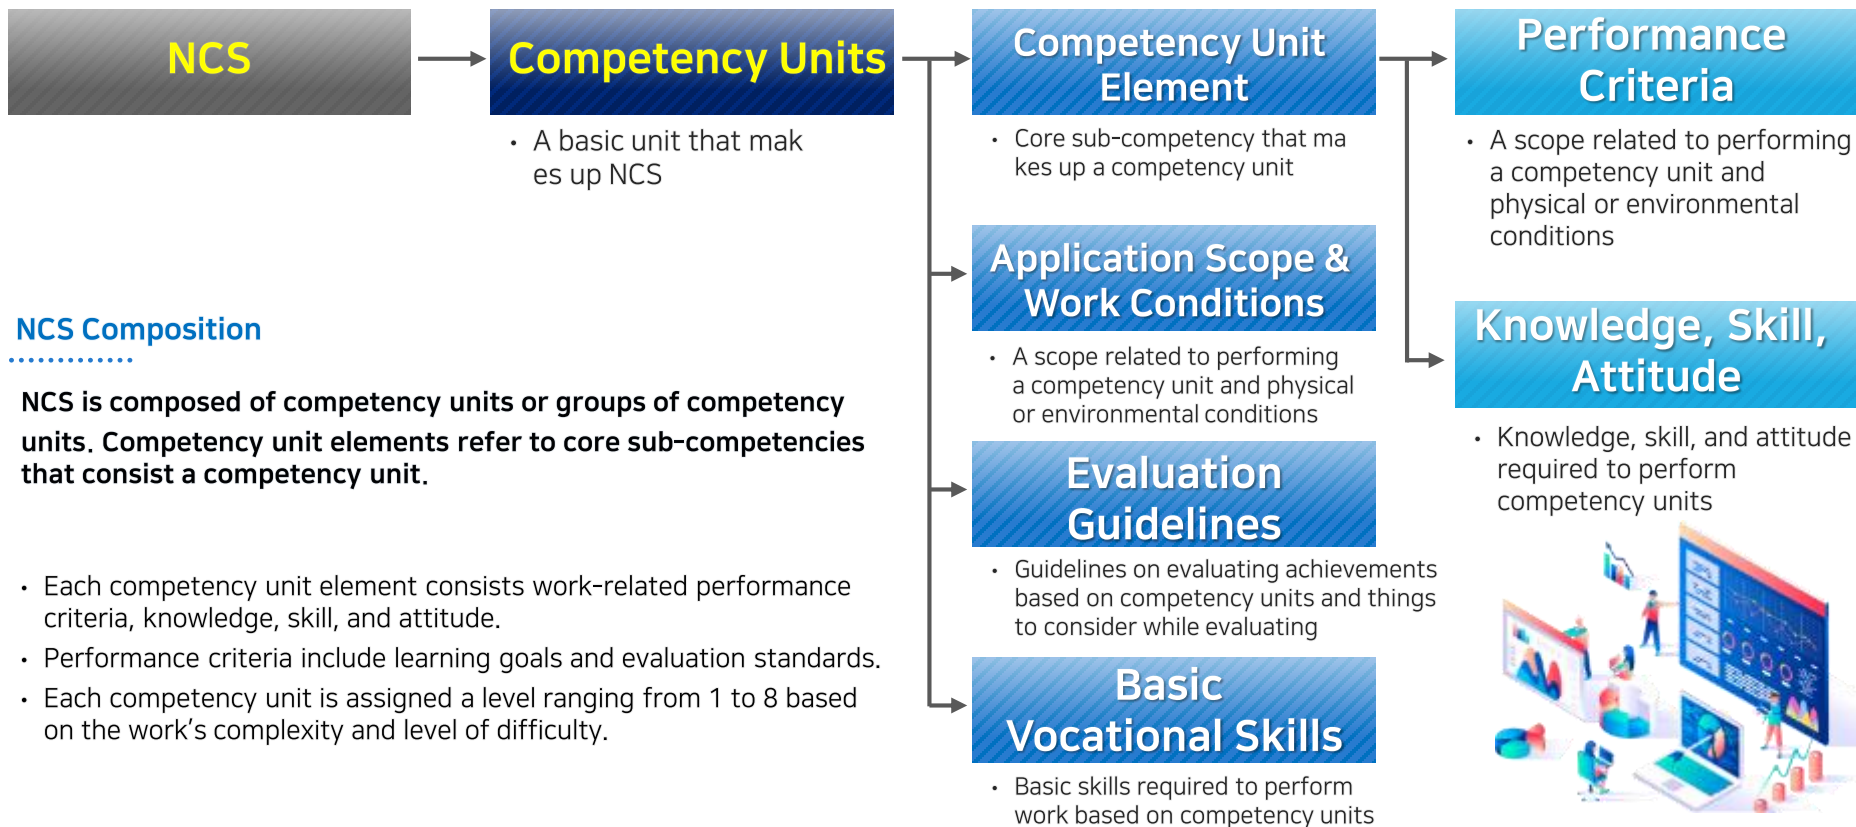 NCS
Competency Units
• A basic unit that mak
es up NCS
Competency Unit
Element
• Core sub-competency that ma
kes up a competency unit
Performance
Criteria
• A scope related to performing
a competency unit and
physical or environmental
conditions
Application Scope &
Work Conditions
• A scope related to performing
a competency unit and physical
or environmental conditions
Knowledge, Skill,
Attitude
• Knowledge, skill, and attitude
required to perform
competency units
Evaluation
Guidelines
• Guidelines on evaluating achievements
based on competency units and things
to consider while evaluating
Basic
Vocational Skills
• Basic skills required to perform
work based on competency units
NCS Composition
NCS is composed of competency units or groups of competency
units. Competency unit elements refer to core sub-competencies
that consist a competency unit.
• Each competency unit element consists work-related performance
criteria, knowledge, skill, and attitude.
• Performance criteria include learning goals and evaluation standards.
• Each competency unit is assigned a level ranging from 1 to 8 based
on the work's complexity and level of difficulty.